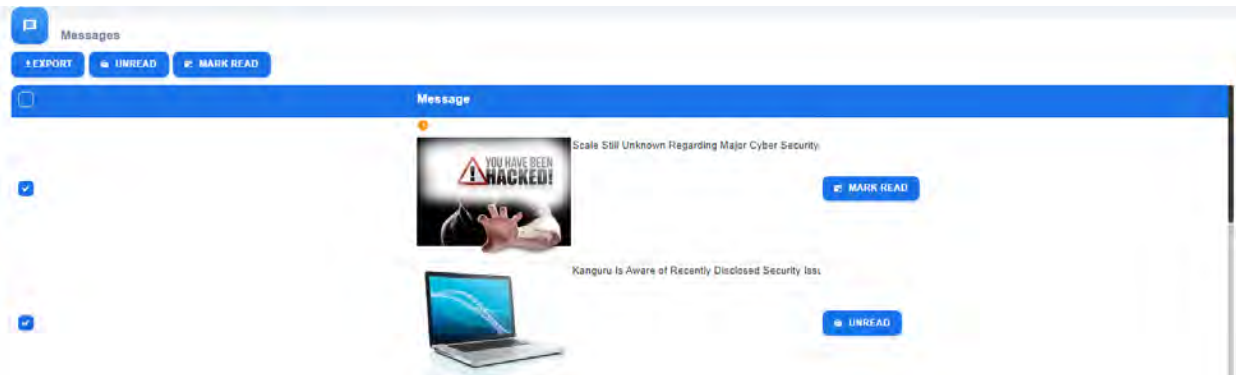 Messages
EXPORT UNREAD MARK READ
Message
Scale Still Unknown Regarding Major Cyber Security
YOU HAVE BEEN
HACKED!
MARK READ
Kanguru Is Aware of Recently Disclosed Security Issu
UNREAD